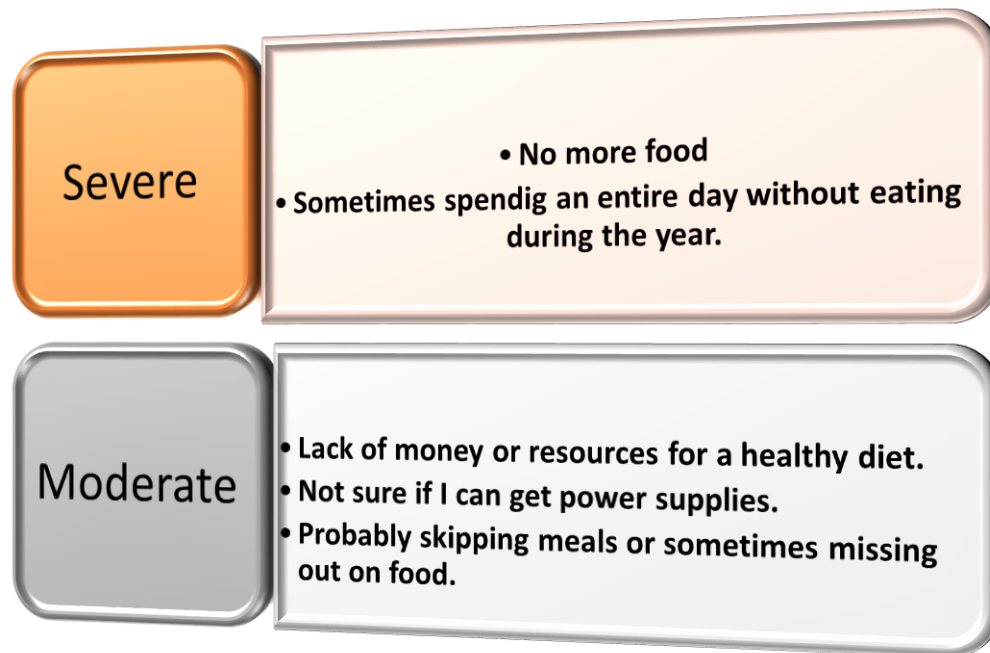 Severe
• No more food
• Sometimes spendig an entire day without eating
during the year.
Moderate
• Lack of money or resources for a healthy diet.
• Not sure if I can get power supplies.
• Probably skipping meals or sometimes missing
out on food.